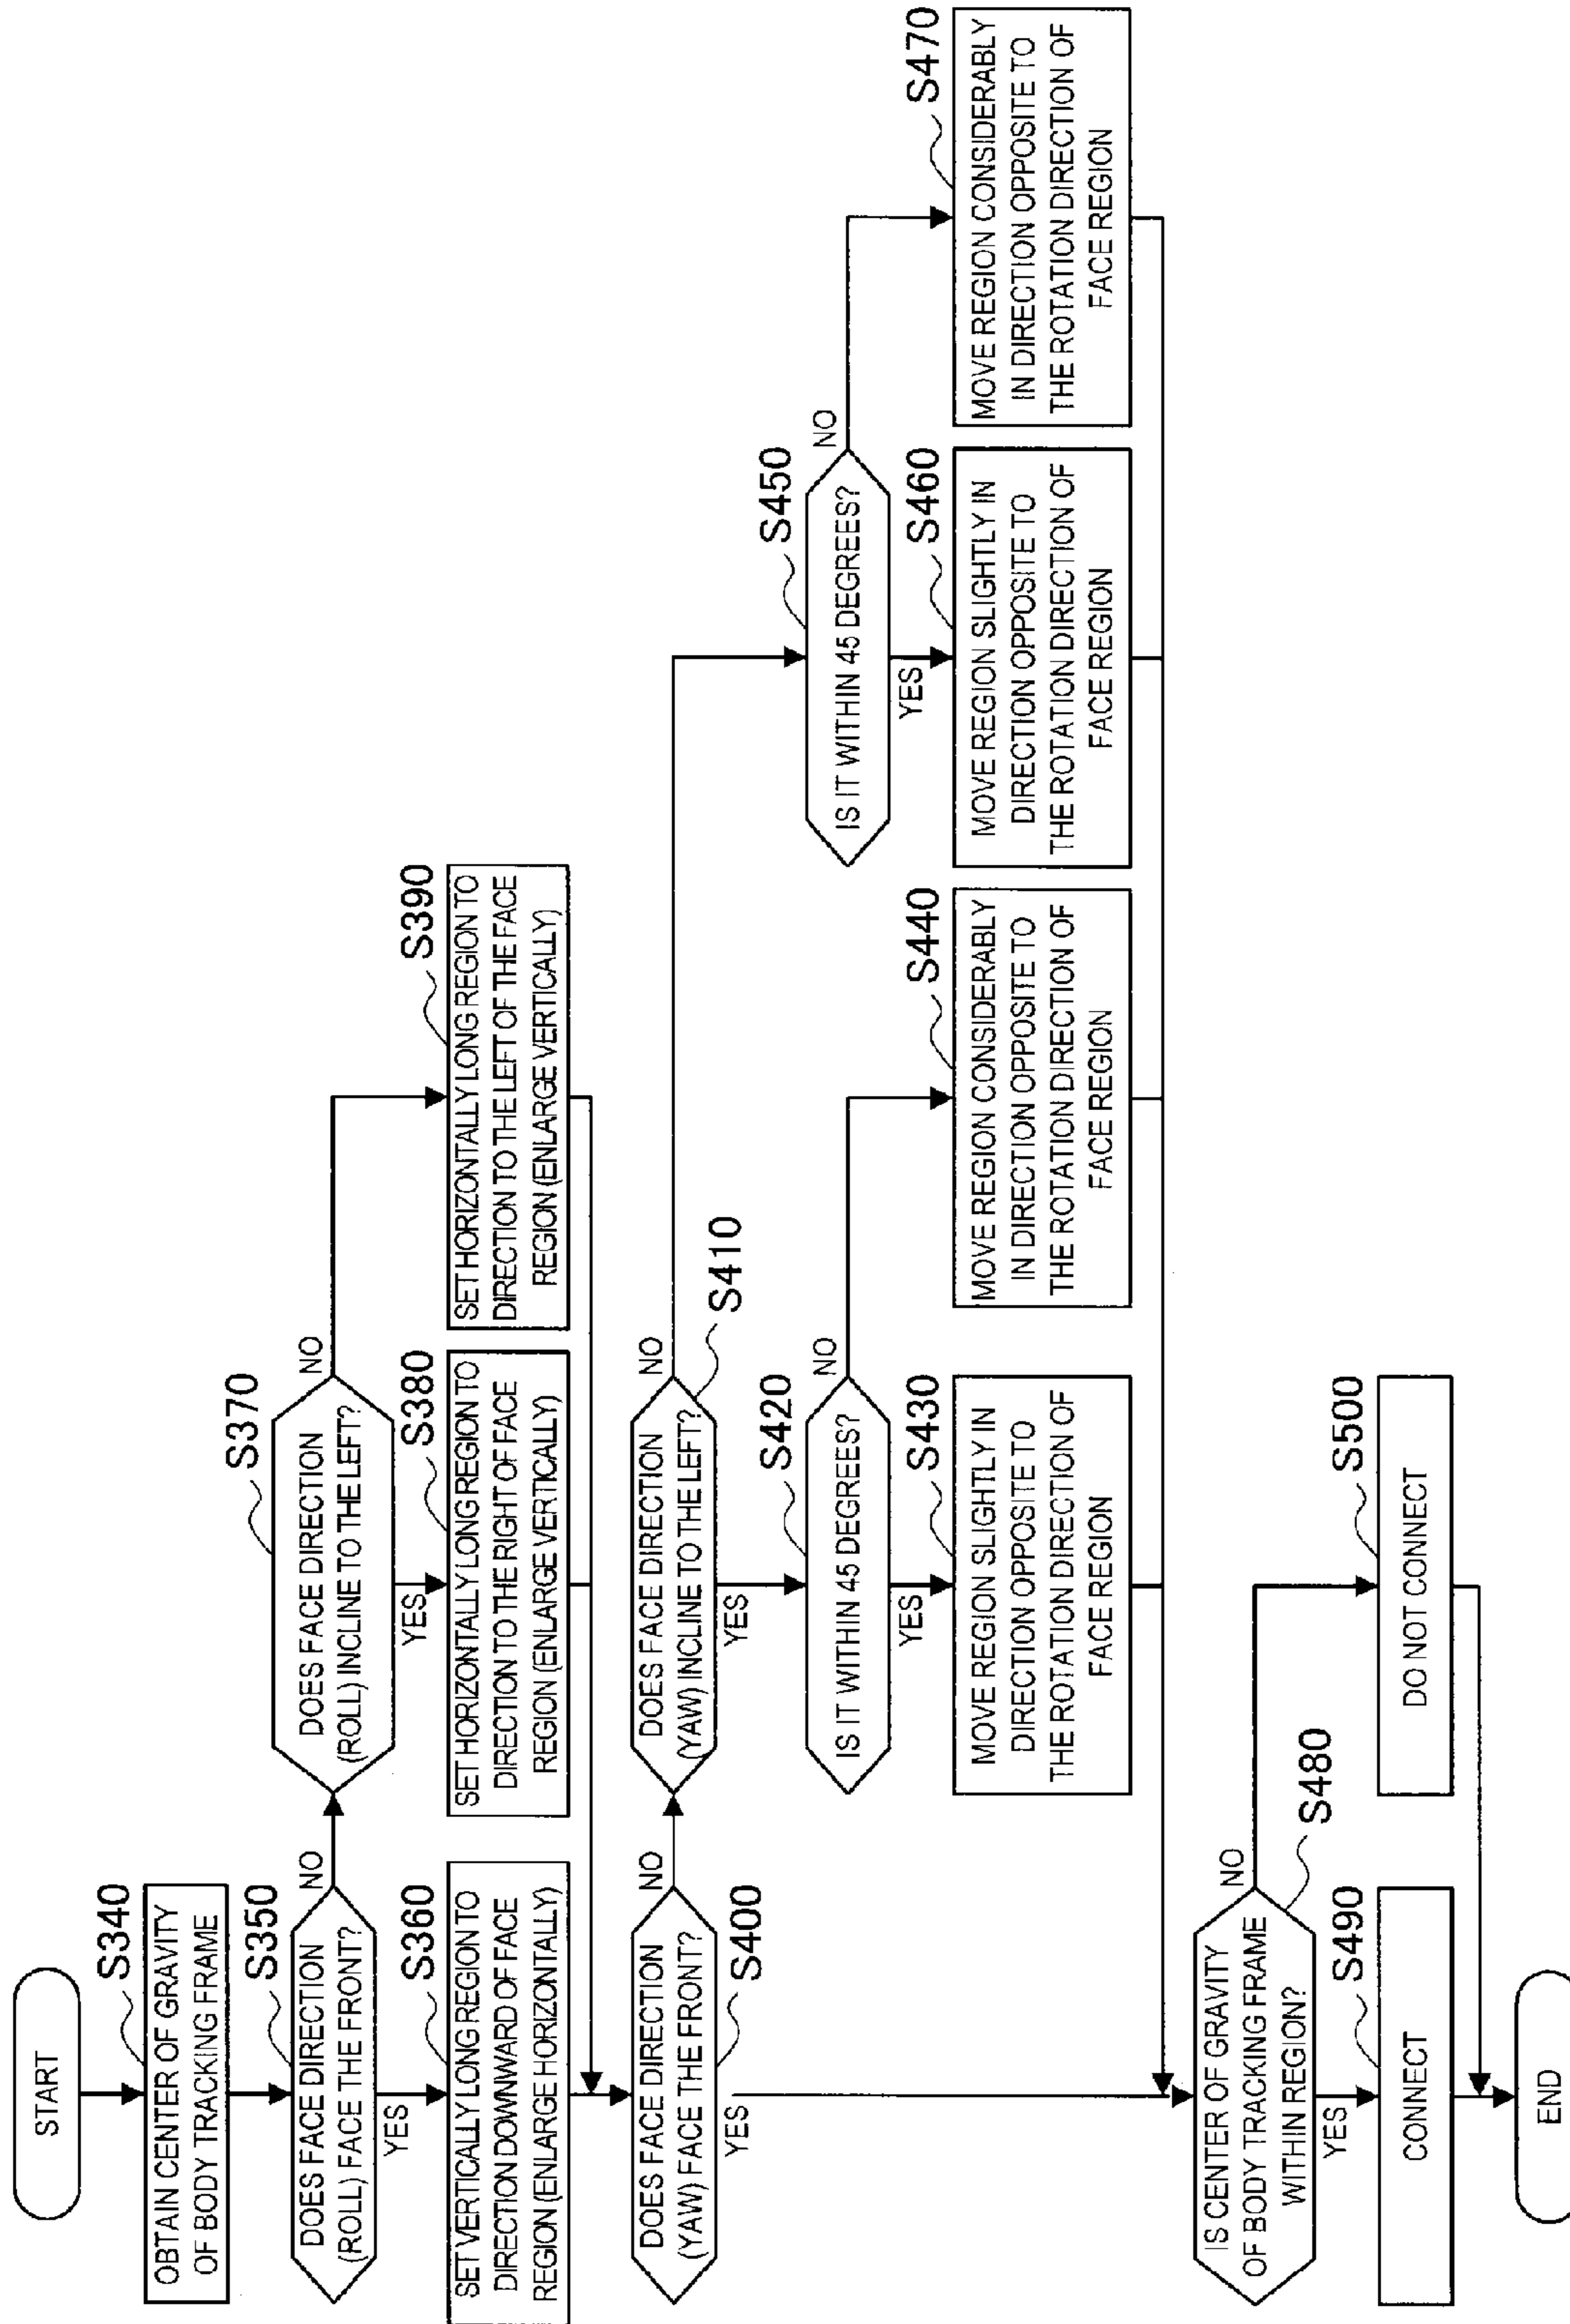 START
S340
OBTAIN CENTER OF GRAVITY
OF BODY TRACKING FRAME
S350
DOES FACE DIRECTION
(ROLL) FACE THE FRONT?
NO
YES
S370
DOES FACE DIRECTION
(ROLL) INCLINE TO THE LEFT?
NO
YES
S360
SET VERTICALLY LONG REGION TO
DIRECTION DOWNWARD OF FACE
REGION (ENLARGE HORIZONTALLY)
S380
SET HORIZONTALLY LONG REGION TO
DIRECTION TO THE RIGHT OF FACE
REGION (ENLARGE VERTICALLY)
S390
SET HORIZONTALLY LONG REGION TO
DIRECTION TO THE LEFT OF THE FACE
REGION (ENLARGE VERTICALLY)
S400
DOES FACE DIRECTION
(YAW) FACE THE FRONT?
NO
YES
S410
DOES FACE DIRECTION
(YAW) INCLINE TO THE LEFT?
NO
YES
S420
IS IT WITHIN 45 DEGREES?
NO
YES
S450
IS IT WITHIN 45 DEGREES?
NO
YES
S430
MOVE REGION SLIGHTLY IN
DIRECTION OPPOSITE TO
THE ROTATION DIRECTION OF
FACE REGION
S440
MOVE REGION CONSIDERABLY
IN DIRECTION OPPOSITE TO
THE ROTATION DIRECTION OF
FACE REGION
S460
MOVE REGION SLIGHTLY IN
DIRECTION OPPOSITE TO
THE ROTATION DIRECTION OF
FACE REGION
S470
MOVE REGION CONSIDERABLY
IN DIRECTION OPPOSITE TO
THE ROTATION DIRECTION OF
FACE REGION
S480
IS CENTER OF GRAVITY
OF BODY TRACKING FRAME
WITHIN REGION?
NO
YES
S490
CONNECT
S500
DO NOT CONNECT
END